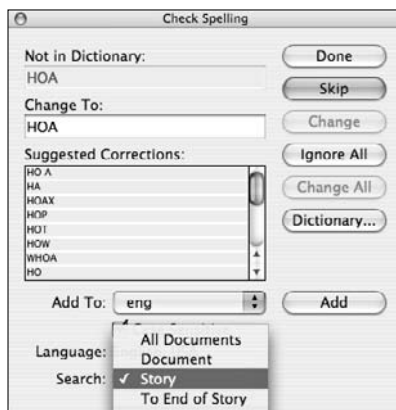 Check Spelling
Not in Dictionary:
HOA
Change To:
HOA
Suggested Corrections:
HO A
HA
HOAX
HOP
HOT
HOW
WHOA
HO
Done
Skip
Change
Ignore All
Change All
Dictionary...
Add To: eng
Add
Language:
Search:
All Documents
Document
✓ Story
To End of Story